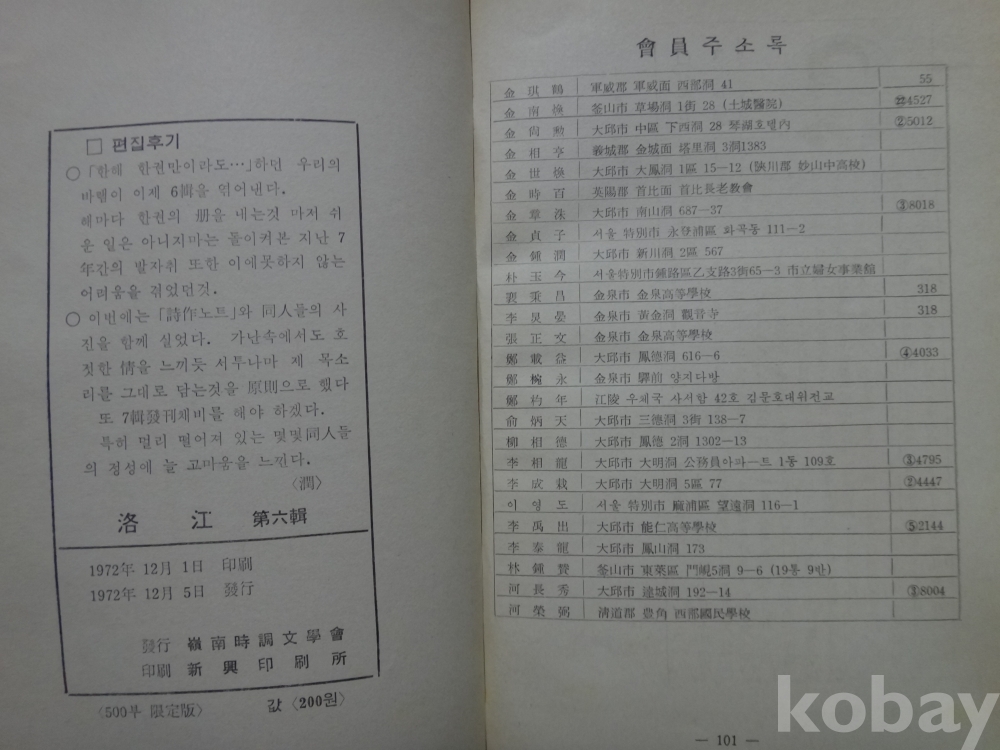 □ 편집후기
○「한해 한권만이라도…」하던 우리의
바램이 이제 6輯을 엮어낸다.
해마다 한권의 册을 내는것 마저 쉬
운 일은 아니지마는 돌이켜본 지난 7
年간의 발자취 또한 이에못하지 않는
어려움을 겪었던것.
○ 이번에는「詩作노트」와 同人들의 사
진을 함께 실었다. 가난속에서도 호
젓한 情을 느끼듯 서투나마 제 목소
리를 그대로 담는것을 原則으로 했다
또 7輯發刊채비를 해야 하겠다.
특히 멀리 떨어져 있는 몇몇同人들
의 정성에 늘 고마움을 느낀다.
〈潤〉
洛江 第六輯
1972年 12月 1日 印刷
1972年 12月 5日 發行
發行 嶺南時調文學會
印刷 新興印刷所
〈500부 限定版〉 값〈200원〉
會員주소록
金琪鶴 軍威郡 軍威面 西部洞 41 55
金南煥 釜山市 草場洞 1街 28 (土城醫院) 4527
金尙勳 大邱市 中區 下西洞 28 琴湖호텔內 ②5012
金相亨 義城郡 金城面 塔里洞 3洞1383
金世煥 大邱市 大鳳洞 1區 15—12 (陜川郡 妙山中高校)
金時百 英陽郡 首比面 首比長老敎會
金章洙 大邱市 南山洞 687—37 ③8018
金貞子 서울 特別市 永登浦區 화곡동 111—2
金鍾潤 大邱市 新川洞 2區 567
朴玉今 서울特別市鍾路區乙支路3街65—3 市立婦女事業舘
裵秉昌 金泉市 金泉高等學校 318
李炅晏 金泉市 黃金洞 觀音寺 318
張正文 金泉市 金泉高等學校
鄭載益 大邱市 鳳德洞 616—6 ④4033
鄭椀永 金泉市 驛前 양지다방
鄭杓年 江陵 우체국 사서함 42호 김문호대위전교
兪炳天 大邱市 三德洞 3街 138—7
柳相德 大邱市 鳳德 2洞 1302—13
李相龍 大邱市 大明洞 公務員아파—트 1동 109호 ③4795
李成栽 大邱市 大明洞 5區 77 ⑦4447
이영도 서울 特別市 麻浦區 望遠洞 116—1
李禹出 大邱市 能仁高等學校 ⑤2144
李泰龍 大邱市 鳳山洞 173
林鍾贊 釜山市 東萊區 門峴5洞 9—6 (19통 9반)
河長秀 大邱市 達城洞 192—14 8004
河榮弼 淸道郡 豊角 西部國民學校
— 101 —
kobay